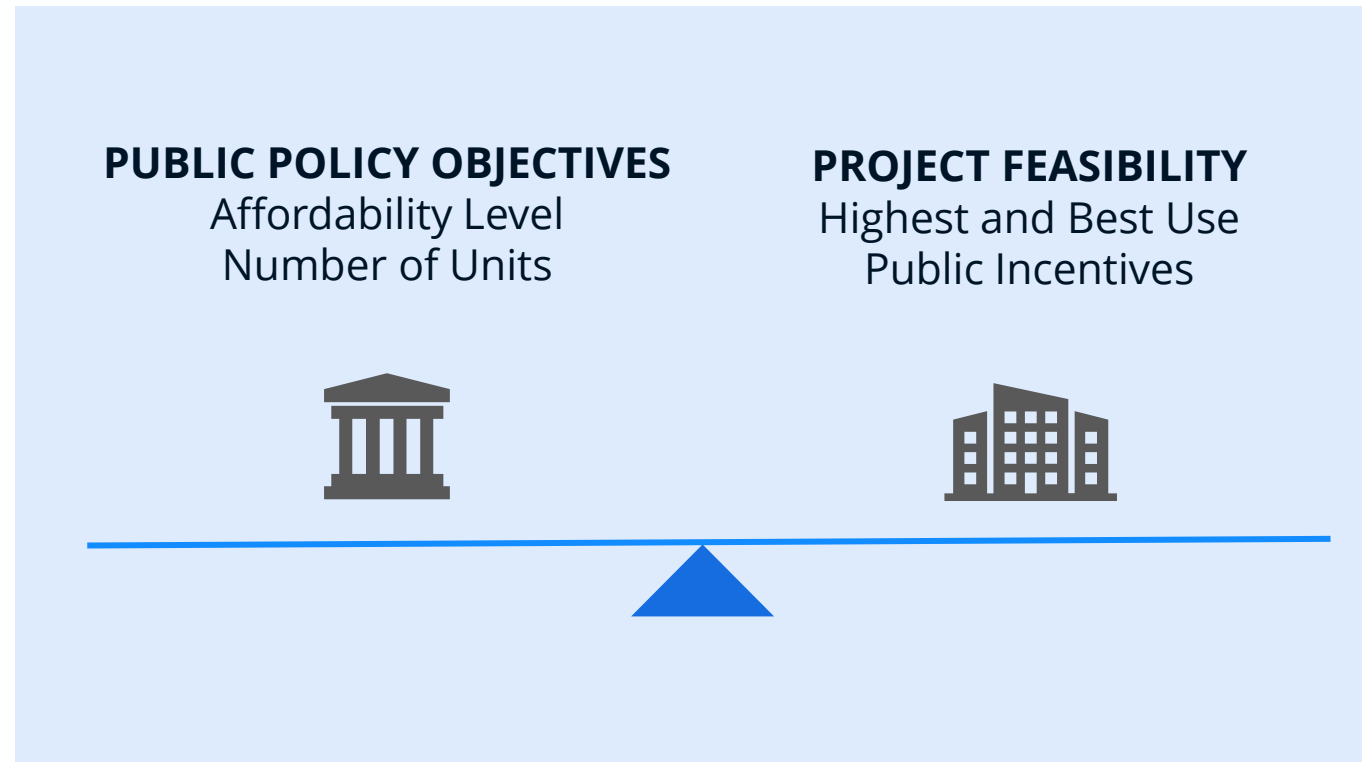 PUBLIC POLICY OBJECTIVES
Affordability Level
Number of Units
PROJECT FEASIBILITY
Highest and Best Use
Public Incentives